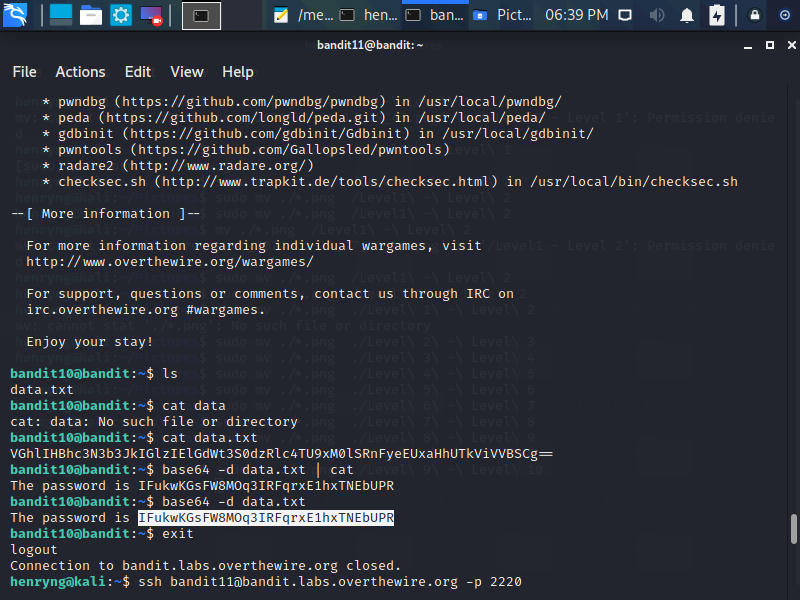 /me...
hen...
ban...
Pict...
06:39 PM
bandit11@bandit: ~
File Actions Edit View Help
* pwndbg (https://github.com/pwndbg/pwndbg) in /usr/local/pwndbg/
* peda (https://github.com/longld/peda.git) in /usr/local/peda/
* gdbinit (https://github.com/gdbinit/Gdbinit) in /usr/local/gdbinit/
* pwntools (https://github.com/Gallopsled/pwntools)
* radare2 (http://www.radare.org/)
* checksec.sh (http://www.trapkit.de/tools/checksec.html) in /usr/local/bin/checksec.sh
--[ More information ]--
For more information regarding individual wargames, visit
http://www.overthewire.org/wargames/
For support, questions or comments, contact us through IRC on
irc.overthewire.org #wargames.
Enjoy your stay!
bandit10@bandit:~$ ls
data.txt
bandit10@bandit:~$ cat data
cat: data: No such file or directory
bandit10@bandit:~$ cat data.txt
VGhlIHBhc3N3b3JkIGlzIElGdWt3S0dzRlc4TU9xM0lSRnFyeEUxaHhUTkViVVBSCg==
bandit10@bandit:~$ base64 -d data.txt | cat
The password is IFukwKGsFW8MOq3IRFqrxE1hxTNEbUPR
bandit10@bandit:~$ base64 -d data.txt
The password is IFukwKGsFW8MOq3IRFqrxE1hxTNEbUPR
bandit10@bandit:~$ exit
logout
Connection to bandit.labs.overthewire.org closed.
henryng@kali:~$ ssh bandit11@bandit.labs.overthewire.org -p 2220